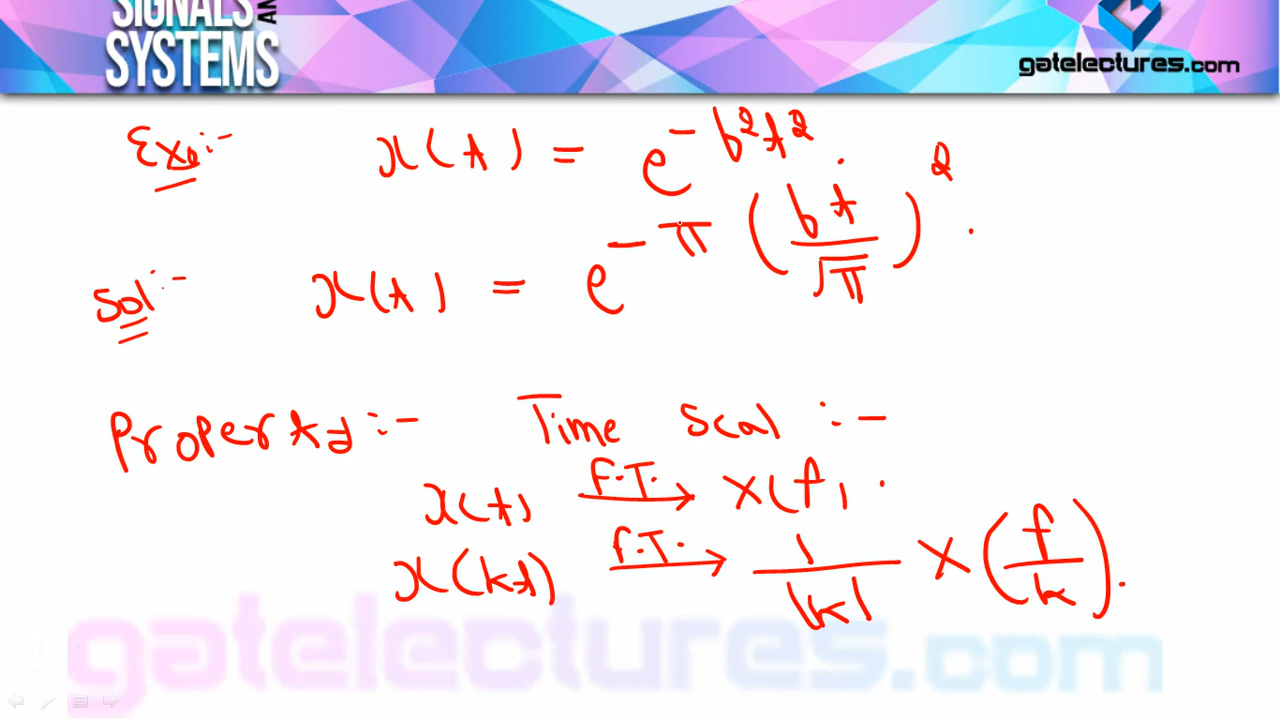 SIGNALS AND
SYSTEMS
gatelectures.com
Ex:- x(t) = e^{-b²t²}.
Sol:- x(t) = e^{-π(bt/√π)²}.
Property:- Time Scal :-
x(t) —F.T.→ X(f).
x(kt) —F.T.→ 1/|k| X(f/k).
gatelectures.com